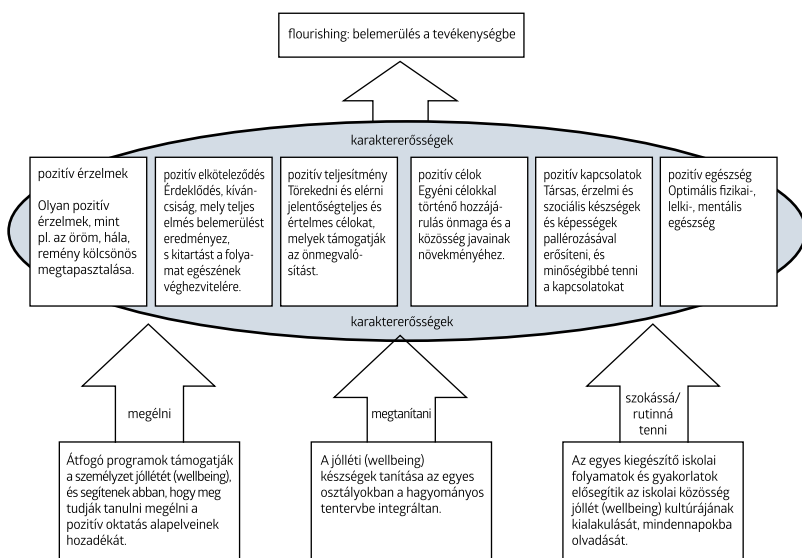 flourishing: belemerülés a tevékenységbe
karaktererősségek
pozitív érzelmek
Olyan pozitív
érzelmek, mint
pl. az öröm, hála,
remény kölcsönös
megtapasztalása.
pozitív elköteleződés
Érdeklődés, kíván-
csiság, mely teljes
elmés belemerülést
eredményez,
s kitartást a folya-
mat egészének
véghezvitelére.
pozitív teljesítmény
Törekedni és elérni
jelentőségteljes és
értelmes célokat,
melyek támogatják
az önmegvaló-
sítást.
pozitív célok
Egyéni célokkal
történő hozzájá-
rulás önmaga és a
közösség javainak
növekményéhez.
pozitív kapcsolatok
Társas, érzelmi és
szociális készségek
és képességek
pallérozásával
erősíteni, és
minőségibbé tenni
a kapcsolatokat
pozitív egészség
Optimális fizikai-,
lelki-, mentális
egészség
karaktererősségek
megélni
megtanítani
szokássá/
rutinná
tenni
Átfogó programok támogatják
a személyzet jóllétét (wellbeing),
és segítenek abban, hogy meg
tudják tanulni megélni a
pozitív oktatás alapelveinek
hozadékát.
A jólléti (wellbeing)
készségek tanítása az egyes
osztályokban a hagyományos
tentervbe integráltan.
Az egyes kiegészítő iskolai
folyamatok és gyakorlatok
elősegítik az iskolai közösség
jóllét (wellbeing) kultúrájának
kialakulását, mindennapokba
olvadását.